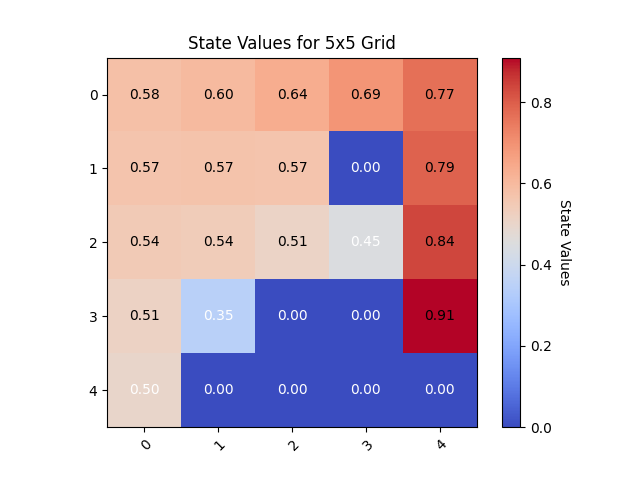 State Values for 5x5 Grid
0 0.58 0.60 0.64 0.69 0.77
1 0.57 0.57 0.57 0.00 0.79
2 0.54 0.54 0.51 0.45 0.84
3 0.51 0.35 0.00 0.00 0.91
4 0.50 0.00 0.00 0.00 0.00
0 1 2 3 4
0.8
0.6
0.4
0.2
0.0
State Values